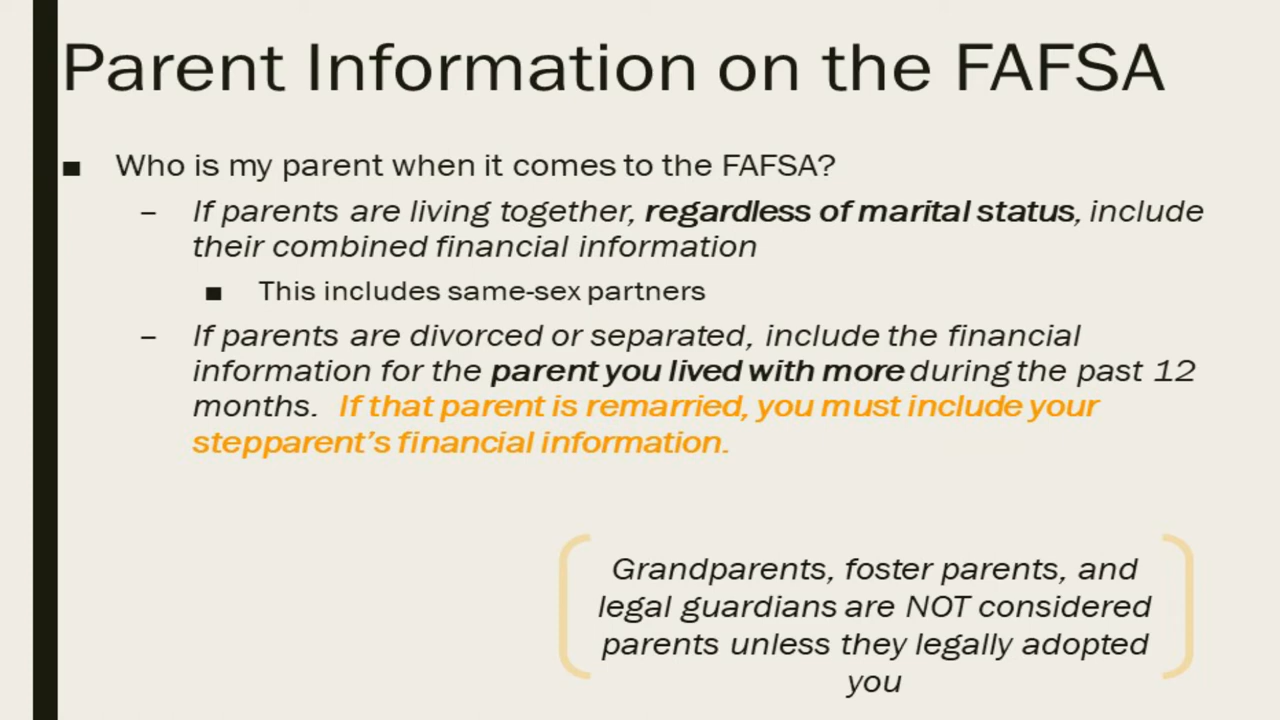 Parent Information on the FAFSA
■ Who is my parent when it comes to the FAFSA?
– If parents are living together, regardless of marital status, include
their combined financial information
■ This includes same-sex partners
– If parents are divorced or separated, include the financial
information for the parent you lived with more during the past 12
months. If that parent is remarried, you must include your
stepparent’s financial information.
Grandparents, foster parents, and
legal guardians are NOT considered
parents unless they legally adopted
you